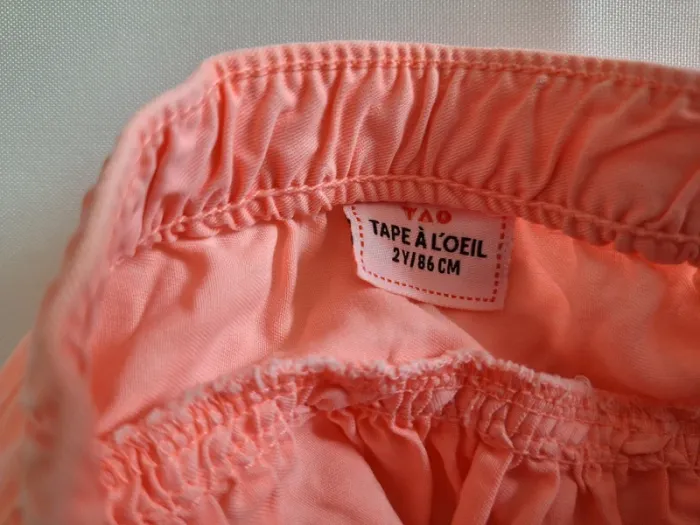 TAO
TAPE À L'OEIL
2Y/86 CM